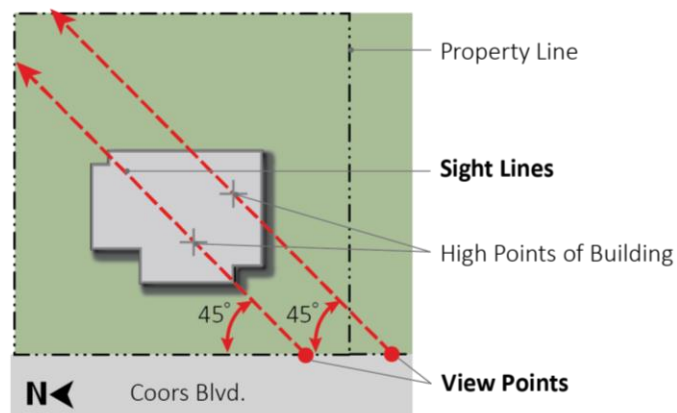 Property Line
Sight Lines
High Points of Building
45° 45°
View Points
N Coors Blvd.